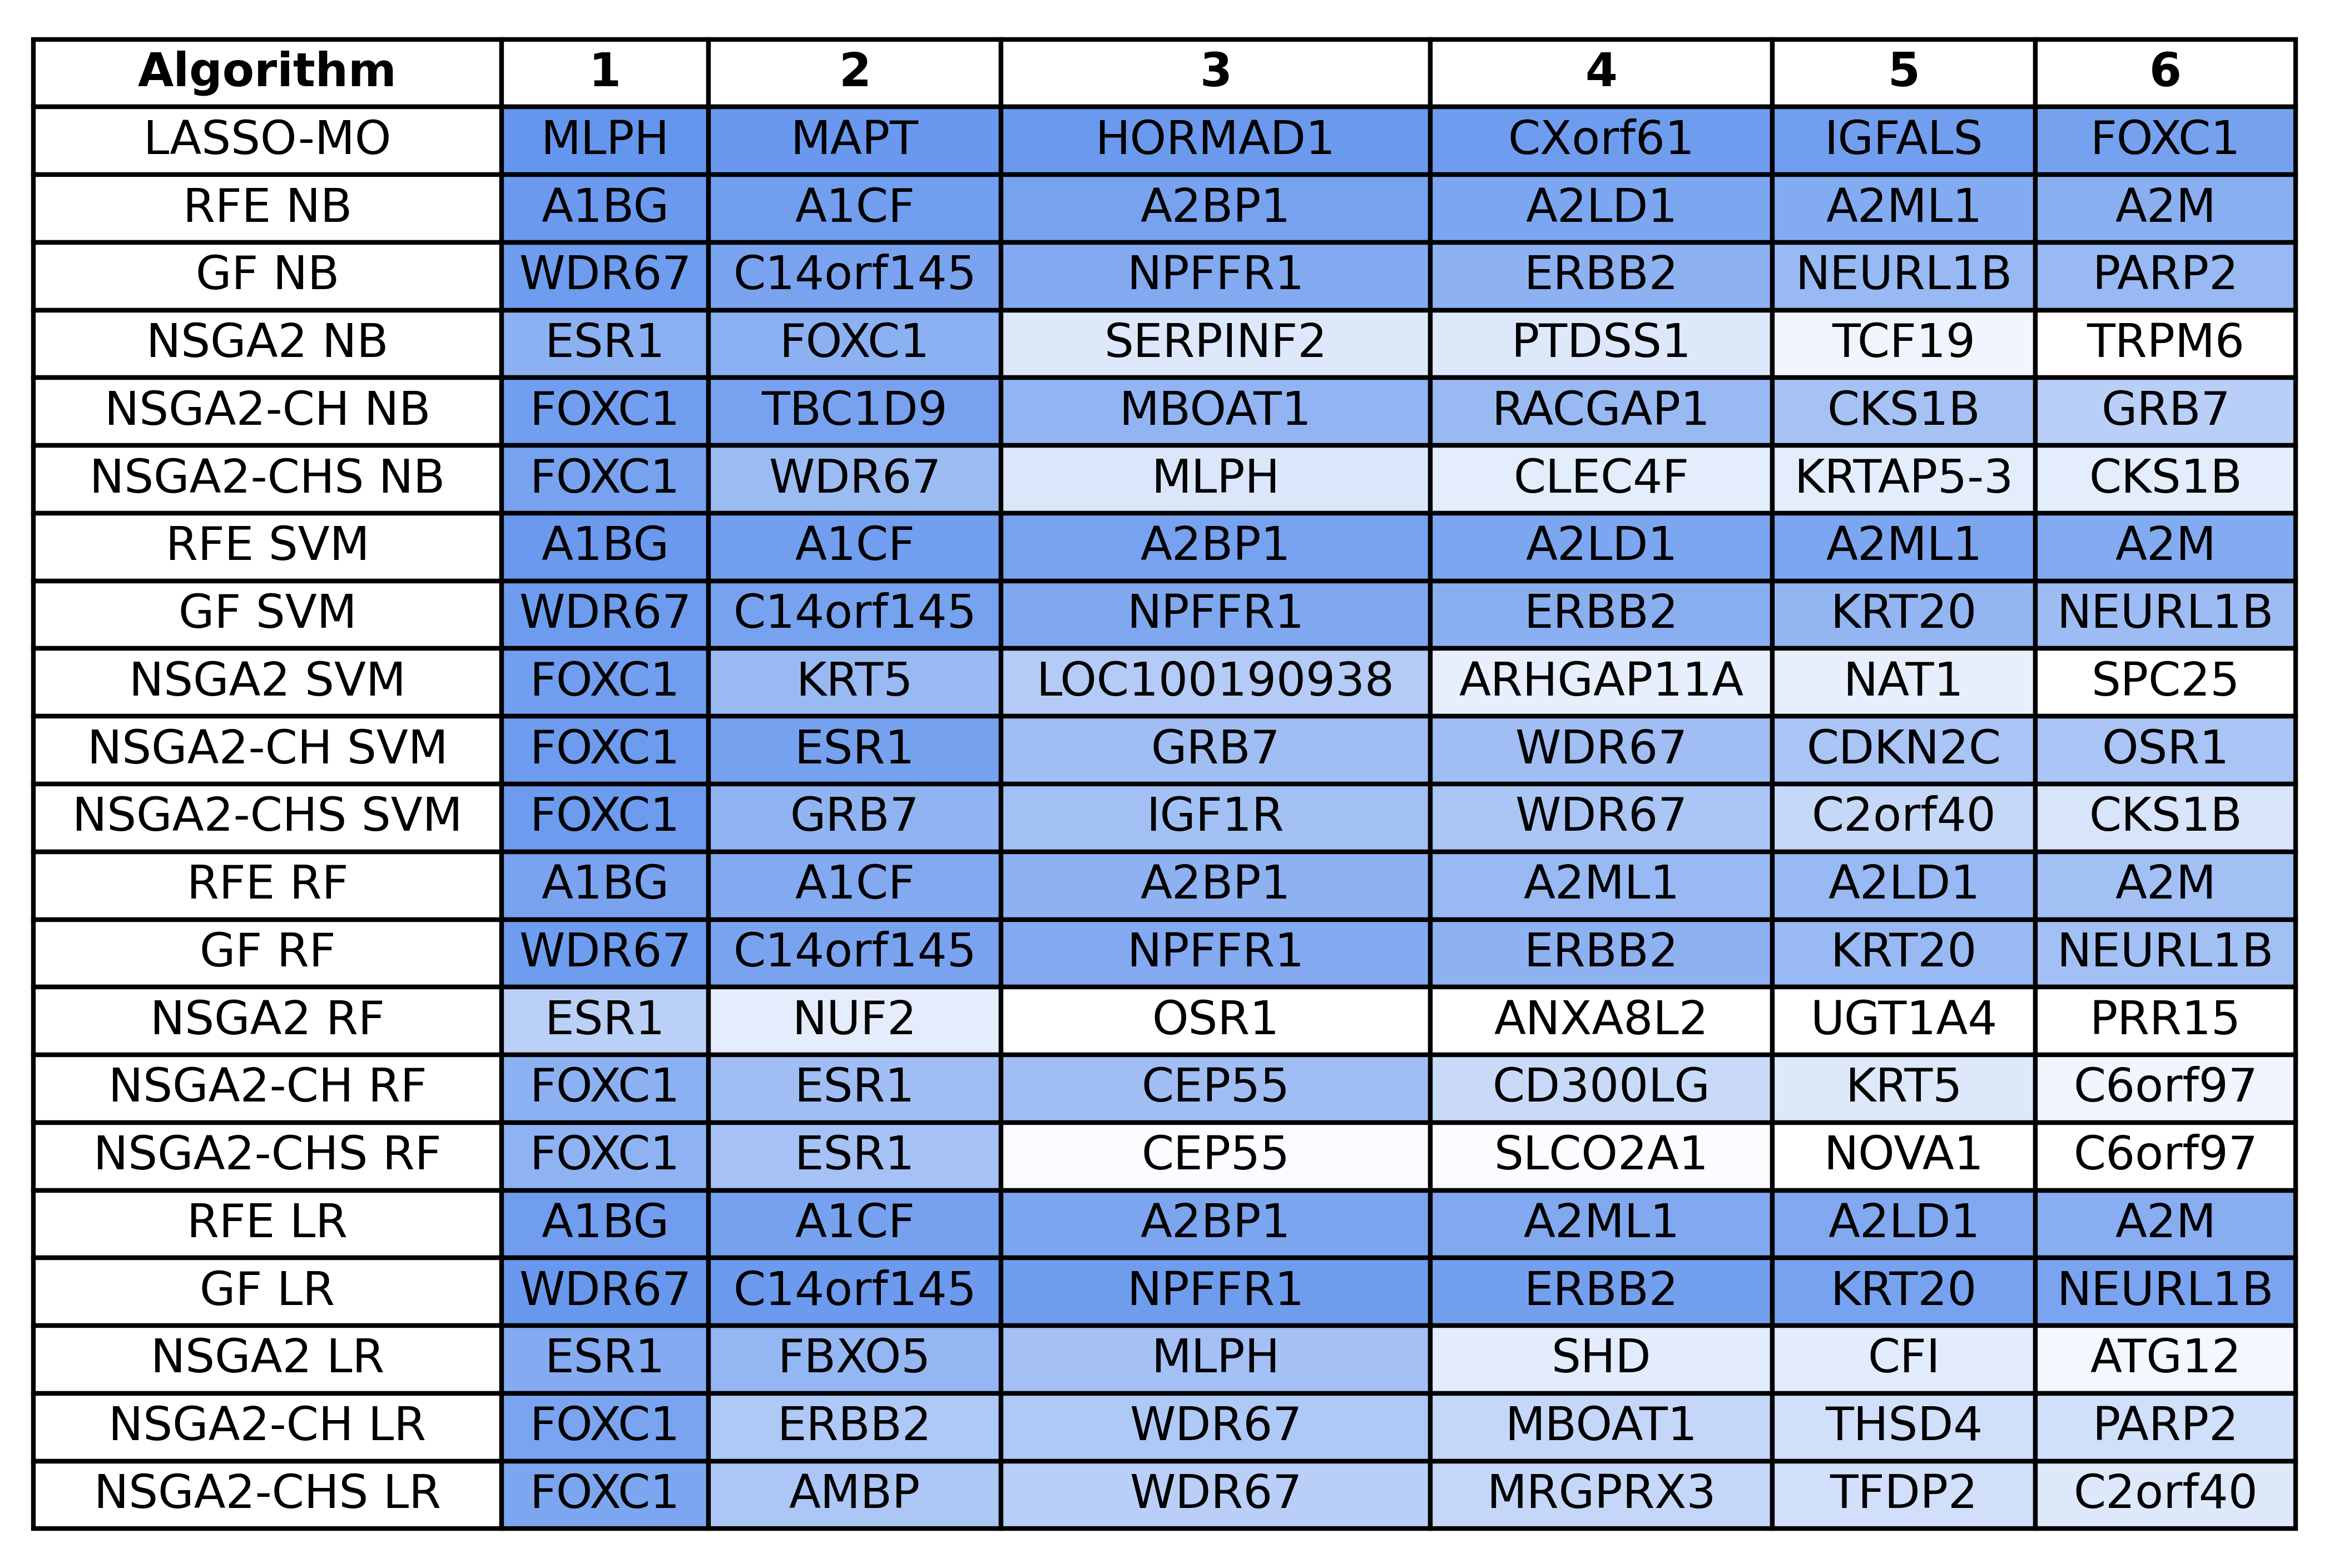 Algorithm 1 2 3 4 5 6
LASSO-MO MLPH MAPT HORMAD1 CXorf61 IGFALS FOXC1
RFE NB A1BG A1CF A2BP1 A2LD1 A2ML1 A2M
GF NB WDR67 C14orf145 NPFFR1 ERBB2 NEURL1B PARP2
NSGA2 NB ESR1 FOXC1 SERPINF2 PTDSS1 TCF19 TRPM6
NSGA2-CH NB FOXC1 TBC1D9 MBOAT1 RACGAP1 CKS1B GRB7
NSGA2-CHS NB FOXC1 WDR67 MLPH CLEC4F KRTAP5-3 CKS1B
RFE SVM A1BG A1CF A2BP1 A2LD1 A2ML1 A2M
GF SVM WDR67 C14orf145 NPFFR1 ERBB2 KRT20 NEURL1B
NSGA2 SVM FOXC1 KRT5 LOC100190938 ARHGAP11A NAT1 SPC25
NSGA2-CH SVM FOXC1 ESR1 GRB7 WDR67 CDKN2C OSR1
NSGA2-CHS SVM FOXC1 GRB7 IGF1R WDR67 C2orf40 CKS1B
RFE RF A1BG A1CF A2BP1 A2ML1 A2LD1 A2M
GF RF WDR67 C14orf145 NPFFR1 ERBB2 KRT20 NEURL1B
NSGA2 RF ESR1 NUF2 OSR1 ANXA8L2 UGT1A4 PRR15
NSGA2-CH RF FOXC1 ESR1 CEP55 CD300LG KRT5 C6orf97
NSGA2-CHS RF FOXC1 ESR1 CEP55 SLCO2A1 NOVA1 C6orf97
RFE LR A1BG A1CF A2BP1 A2ML1 A2LD1 A2M
GF LR WDR67 C14orf145 NPFFR1 ERBB2 KRT20 NEURL1B
NSGA2 LR ESR1 FBXO5 MLPH SHD CFI ATG12
NSGA2-CH LR FOXC1 ERBB2 WDR67 MBOAT1 THSD4 PARP2
NSGA2-CHS LR FOXC1 AMBP WDR67 MRGPRX3 TFDP2 C2orf40